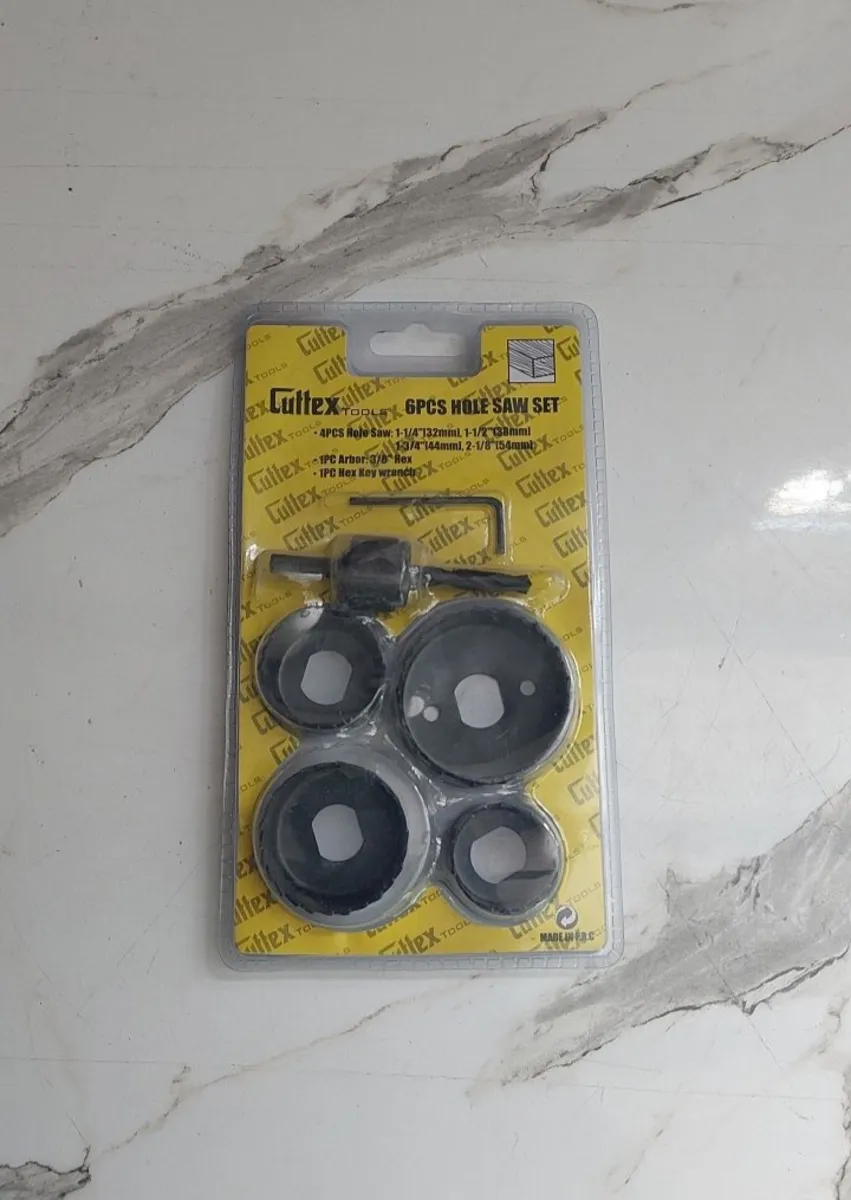 Cuttex TOOLS 6PCS HOLE SAW SET
• 4PCS Hole Saw: 1-1/4"(32mm), 1-1/2"(38mm)
1-3/4"(44mm), 2-1/8"(54mm)
• 1PC Arbor: 3/8" Hex
• 1PC Hex Key wrench
MADE IN P.R.C